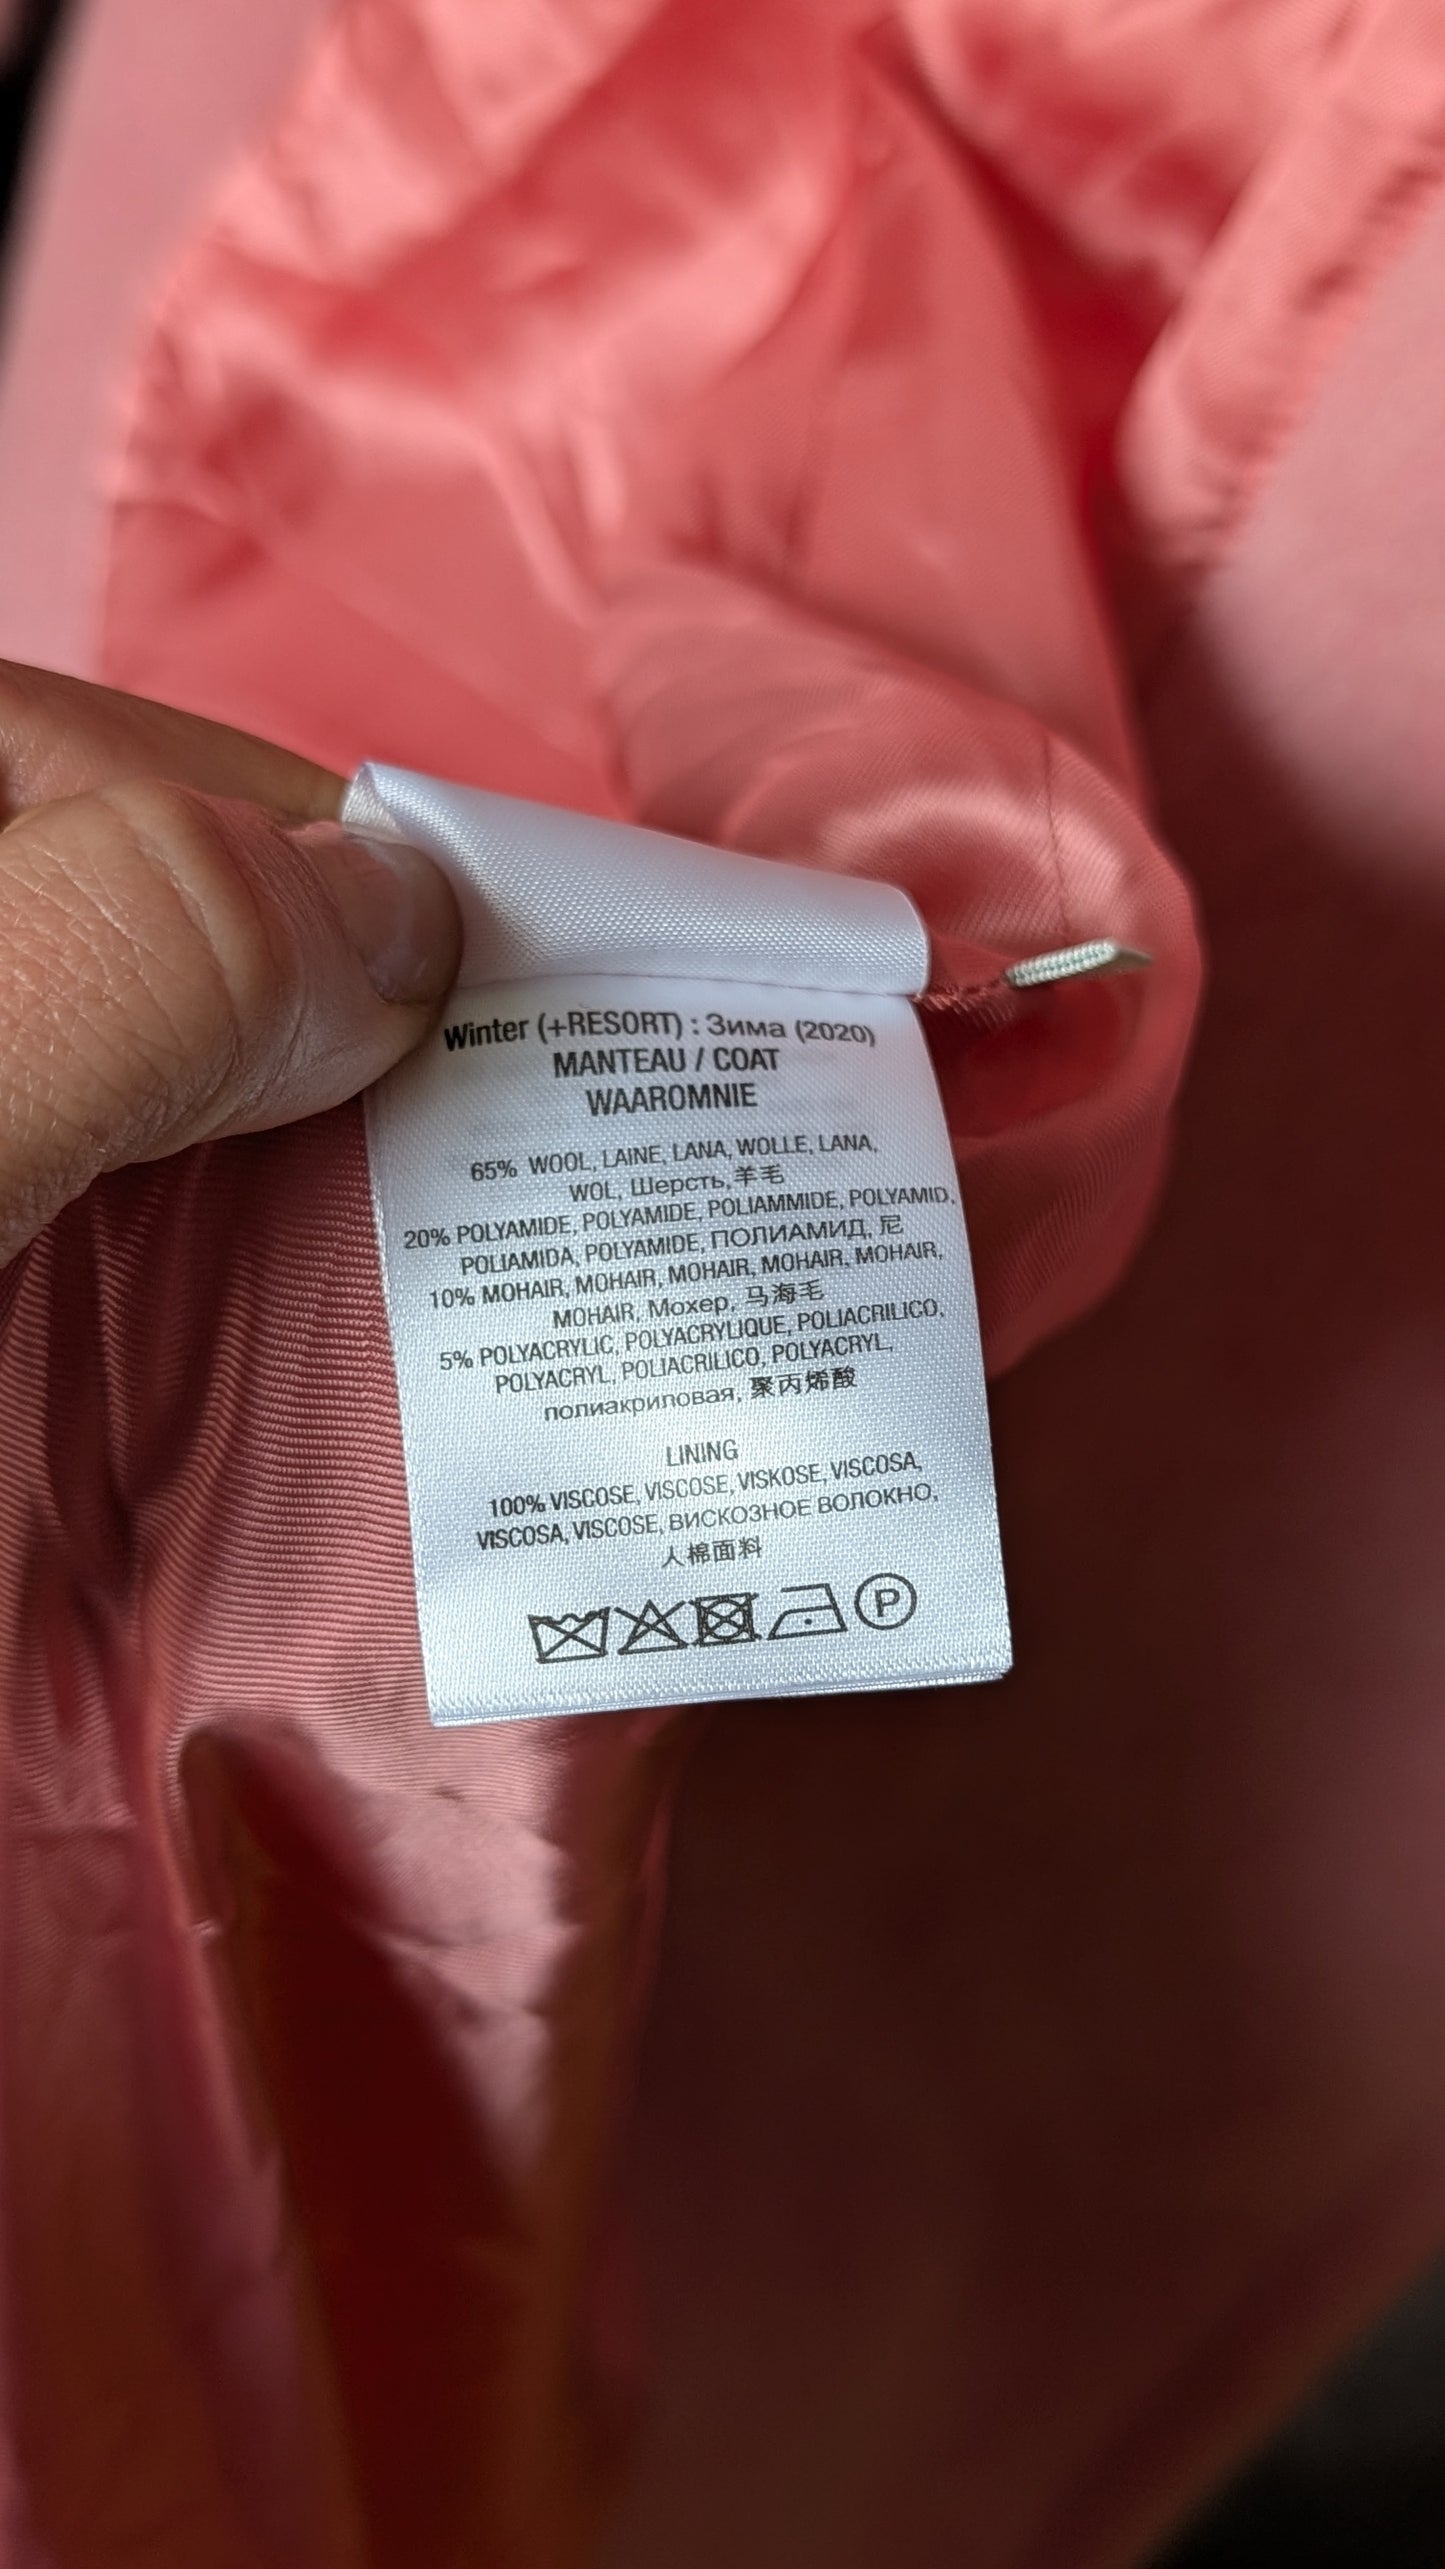 Winter (+RESORT) : Зима (2020)
MANTEAU / COAT
WAAROMNIE
65% WOOL, LAINE, LANA, WOLLE, LANA,
WOL, Шерсть, 羊毛
20% POLYAMIDE, POLYAMIDE, POLIAMMIDE, POLYAMID,
POLIAMIDA, POLYAMIDE, ПОЛИАМИД, 尼
10% MOHAIR, MOHAIR, MOHAIR, MOHAIR, MOHAIR,
MOHAIR, Мохер, 马海毛
5% POLYACRYLIC, POLYACRYLIQUE, POLIACRILICO,
POLYACRYL, POLIACRILICO, POLYACRYL,
полиакриловая, 聚丙烯酸
LINING
100% VISCOSE, VISCOSE, VISKOSE, VISCOSA,
VISCOSA, VISCOSE, ВИСКОЗНОЕ ВОЛОКНО,
人棉面料
P